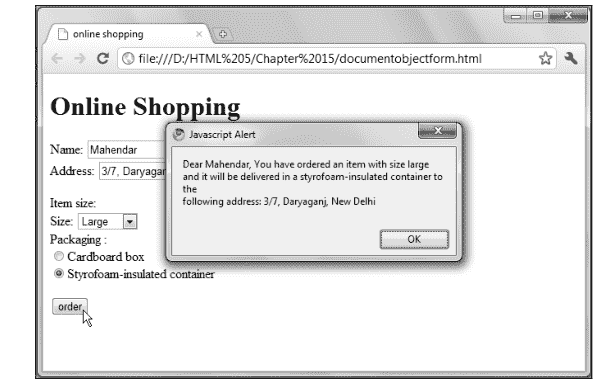 online shopping
file:///D:/HTML%205/Chapter%2015/documentobjectform.html
Online Shopping
Name: Mahendar
Address: 3/7, Daryagan
Item size:
Size: Large
Packaging :
Cardboard box
Styrofoam-insulated container
order
Javascript Alert
Dear Mahendar, You have ordered an item with size large
and it will be delivered in a styrofoam-insulated container to
the
following address: 3/7, Daryaganj, New Delhi
OK